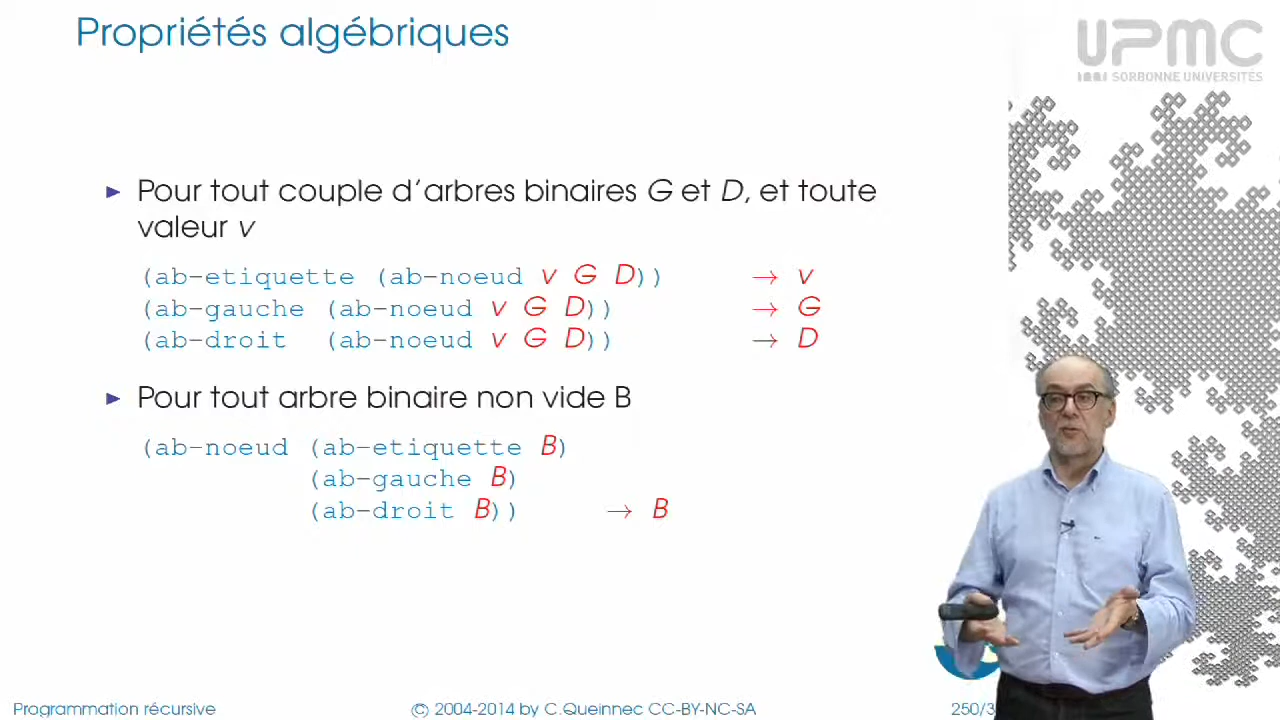 Propriétés algébriques
UPMC
SORBONNE UNIVERSITÉS
Pour tout couple d'arbres binaires G et D, et toute
valeur v
(ab-etiquette (ab-noeud v G D)) → v
(ab-gauche (ab-noeud v G D)) → G
(ab-droit (ab-noeud v G D)) → D
Pour tout arbre binaire non vide B
(ab-noeud (ab-etiquette B)
(ab-gauche B)
(ab-droit B)) → B
Programmation récursive
© 2004-2014 by C.Queinnec CC-BY-NC-SA
250/3